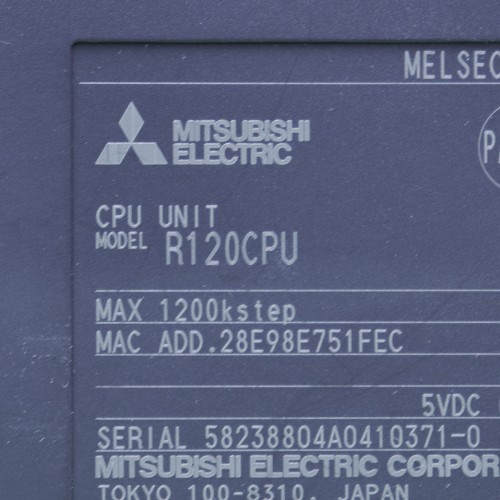 MELSEC
MITSUBISHI
ELECTRIC
CPU UNIT
MODEL R120CPU
MAX 1200kstep
MAC ADD.28E98E751FEC
5VDC
SERIAL 58238804A0410371-0
MITSUBISHI ELECTRIC CORPOR
TOKYO 100-8310, JAPAN